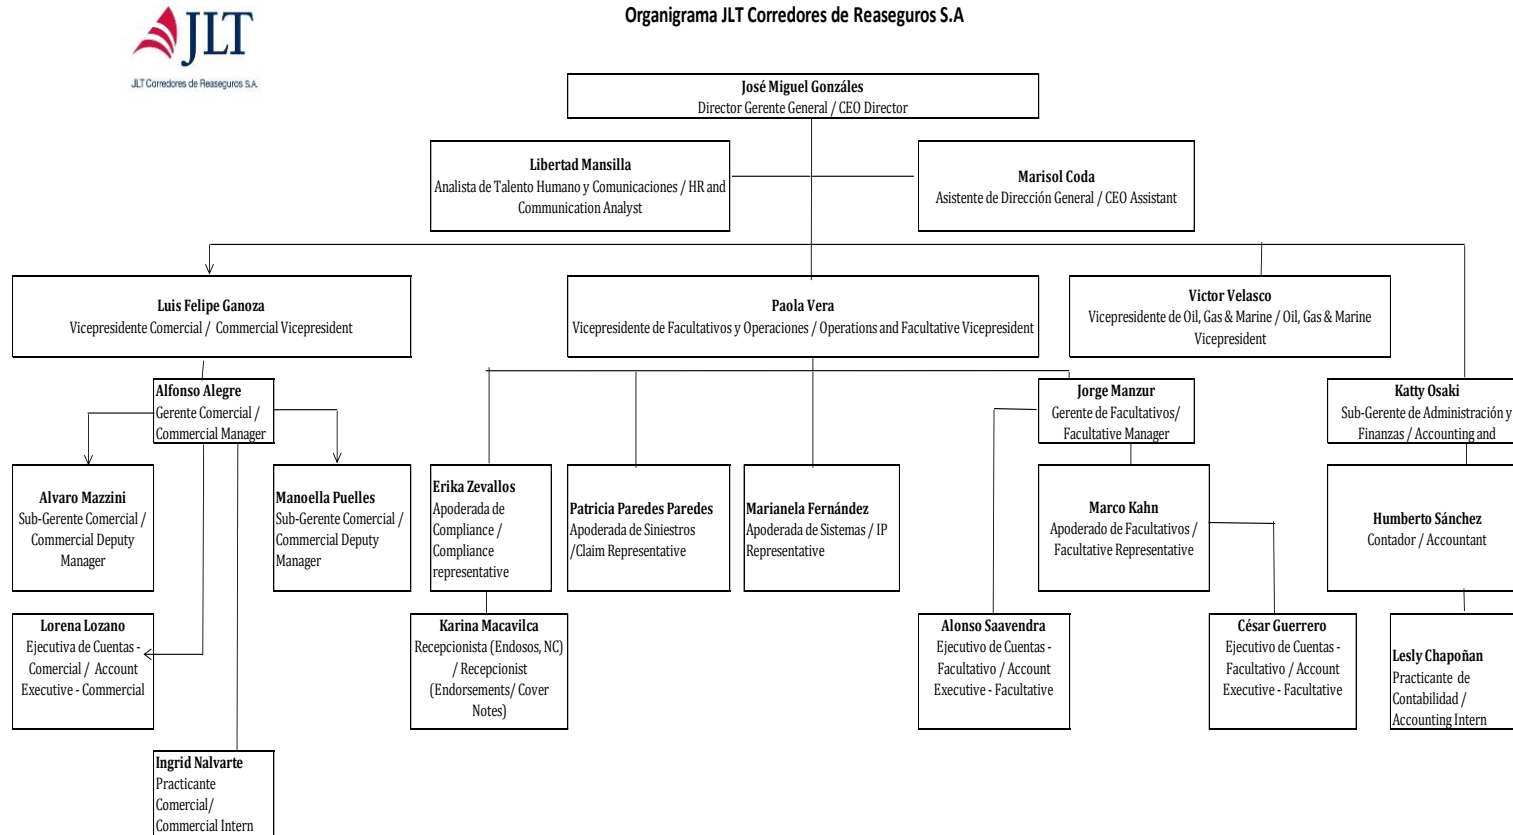 Organigrama JLT Corredores de Reaseguros S.A
JLT
JLT Corredores de Reaseguros S.A.
José Miguel Gonzáles
Director Gerente General / CEO Director
Libertad Mansilla
Analista de Talento Humano y Comunicaciones / HR and
Communication Analyst
Marisol Coda
Asistente de Dirección General / CEO Assistant
Luis Felipe Ganoza
Vicepresidente Comercial / Commercial Vicepresident
Paola Vera
Vicepresidente de Facultativos y Operaciones / Operations and Facultative Vicepresident
Victor Velasco
Vicepresidente de Oil, Gas & Marine / Oil, Gas & Marine
Vicepresident
Alfonso Alegre
Gerente Comercial /
Commercial Manager
Jorge Manzur
Gerente de Facultativos/
Facultative Manager
Katty Osaki
Sub-Gerente de Administración y
Finanzas / Accounting and
Alvaro Mazzini
Sub-Gerente Comercial /
Commercial Deputy
Manager
Manoella Puelles
Sub-Gerente Comercial /
Commercial Deputy
Manager
Erika Zevallos
Apoderada de
Compliance /
Compliance
representative
Patricia Paredes Paredes
Apoderada de Siniestros
/Claim Representative
Marianela Fernández
Apoderada de Sistemas / IP
Representative
Marco Kahn
Apoderado de Facultativos /
Facultative Representative
Humberto Sánchez
Contador / Accountant
Lorena Lozano
Ejecutiva de Cuentas -
Comercial / Account
Executive - Commercial
Karina Macavilca
Recepcionista (Endosos, NC)
/ Recepcionist
(Endorsements/ Cover
Notes)
Alonso Saavendra
Ejecutivo de Cuentas -
Facultativo / Account
Executive - Facultative
César Guerrero
Ejecutivo de Cuentas -
Facultativo / Account
Executive - Facultative
Lesly Chapoñan
Practicante de
Contabilidad /
Accounting Intern
Ingrid Nalvarte
Practicante
Comercial/
Commercial Intern